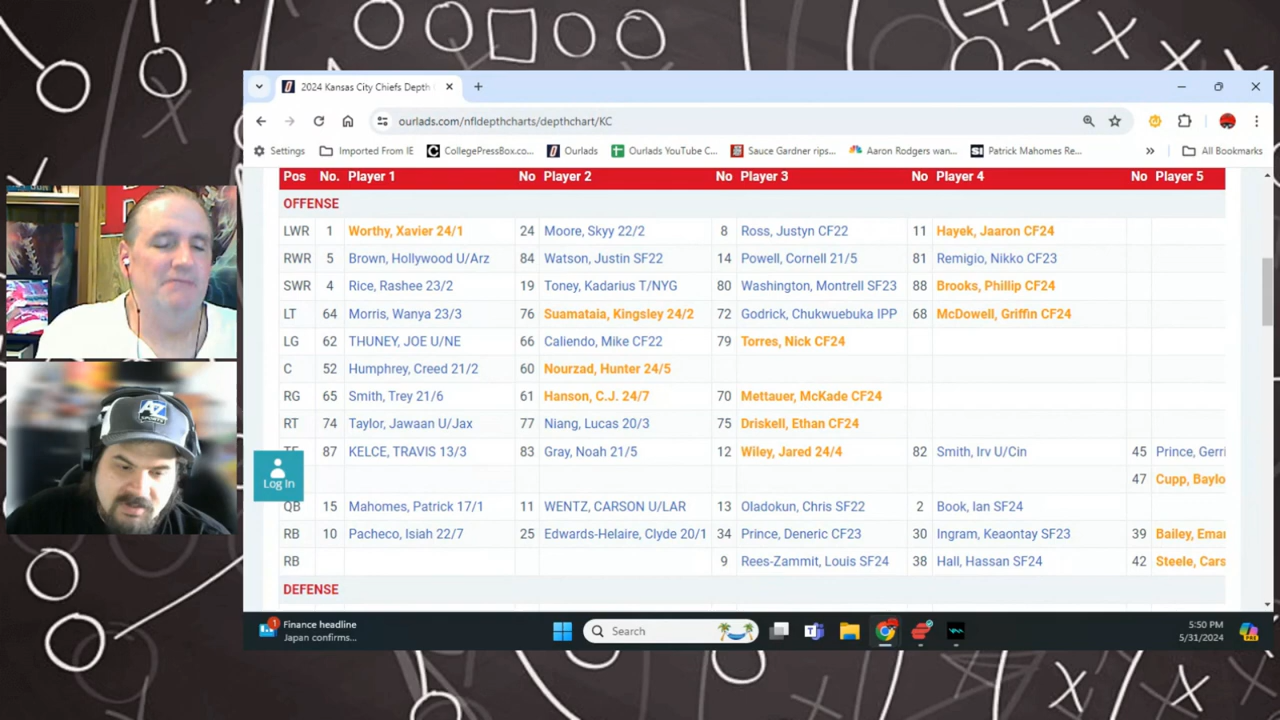 2024 Kansas City Chiefs Depth
ourlads.com/nfldepthcharts/depthchart/KC
Settings Imported From IE CollegePressBox.co... Ourlads Ourlads YouTube C... Sauce Gardner rips... Aaron Rodgers wan... Patrick Mahomes Re... » All Bookmarks
Pos No. Player 1 No Player 2 No Player 3 No Player 4 No Player 5
OFFENSE
LWR 1 Worthy, Xavier 24/1 24 Moore, Skyy 22/2 8 Ross, Justyn CF22 11 Hayek, Jaaron CF24
RWR 5 Brown, Hollywood U/Arz 84 Watson, Justin SF22 14 Powell, Cornell 21/5 81 Remigio, Nikko CF23
SWR 4 Rice, Rashee 23/2 19 Toney, Kadarius T/NYG 80 Washington, Montrell SF23 88 Brooks, Phillip CF24
LT 64 Morris, Wanya 23/3 76 Suamataia, Kingsley 24/2 72 Godrick, Chukwuebuka IPP 68 McDowell, Griffin CF24
LG 62 THUNEY, JOE U/NE 66 Caliendo, Mike CF22 79 Torres, Nick CF24
C 52 Humphrey, Creed 21/2 60 Nourzad, Hunter 24/5
RG 65 Smith, Trey 21/6 61 Hanson, C.J. 24/7 70 Mettauer, McKade CF24
RT 74 Taylor, Jawaan U/Jax 77 Niang, Lucas 20/3 75 Driskell, Ethan CF24
TE 87 KELCE, TRAVIS 13/3 83 Gray, Noah 21/5 12 Wiley, Jared 24/4 82 Smith, Irv U/Cin 45 Prince, Gerri
47 Cupp, Baylo
Log In
QB 15 Mahomes, Patrick 17/1 11 WENTZ, CARSON U/LAR 13 Oladokun, Chris SF22 2 Book, Ian SF24
RB 10 Pacheco, Isiah 22/7 25 Edwards-Helaire, Clyde 20/1 34 Prince, Deneric CF23 30 Ingram, Keaontay SF23 39 Bailey, Emar
RB 9 Rees-Zammit, Louis SF24 38 Hall, Hassan SF24 42 Steele, Cars
DEFENSE
1 Finance headline
Japan confirms...
Search
5:50 PM
5/31/2024